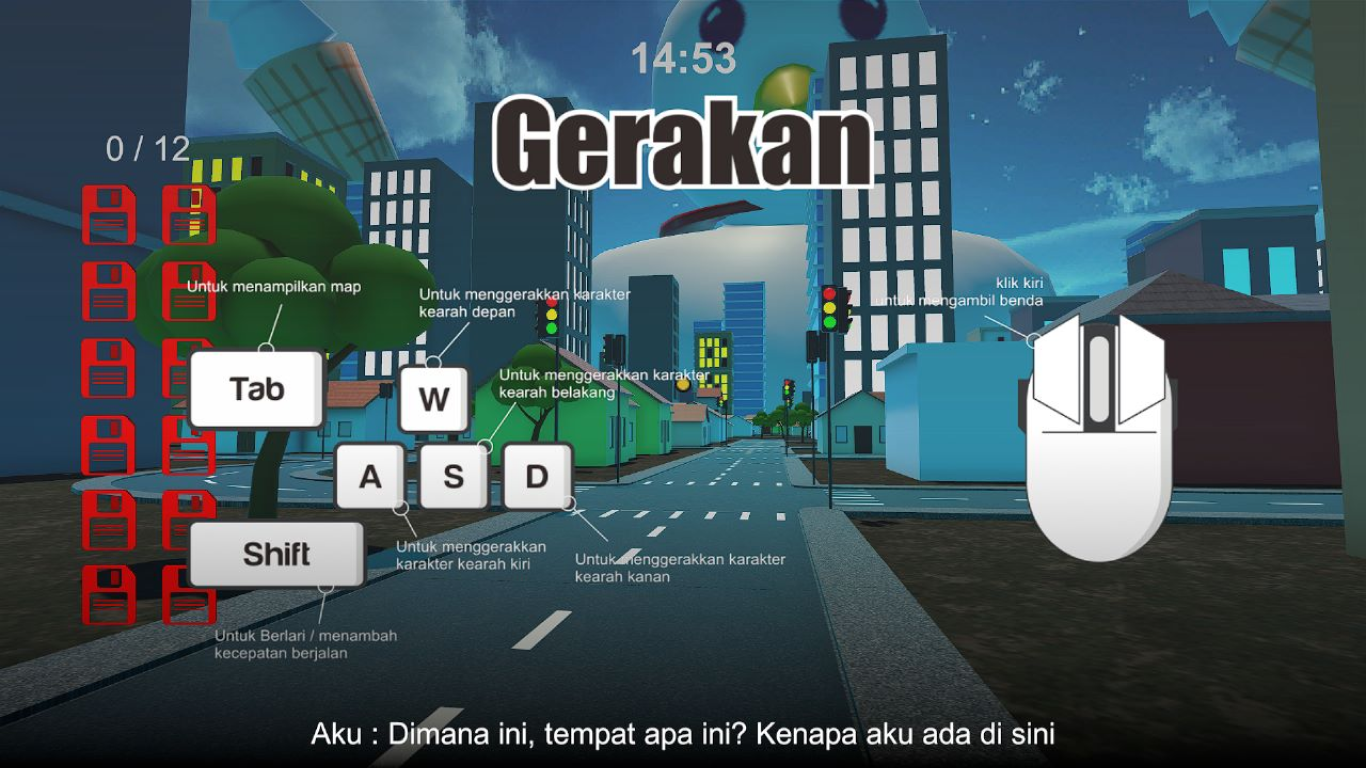 14:53
Gerakan
0 / 12
Untuk menampilkan map
Untuk menggerakkan karakter
kearah depan
klik kiri
untuk mengambil benda
Tab
W
Untuk menggerakkan karakter
kearah belakang
A
S
D
Shift
Untuk menggerakkan
karakter kearah kiri
Untuk menggerakkan karakter
kearah kanan
Untuk Berlari / menambah
kecepatan berjalan
Aku : Dimana ini, tempat apa ini? Kenapa aku ada di sini